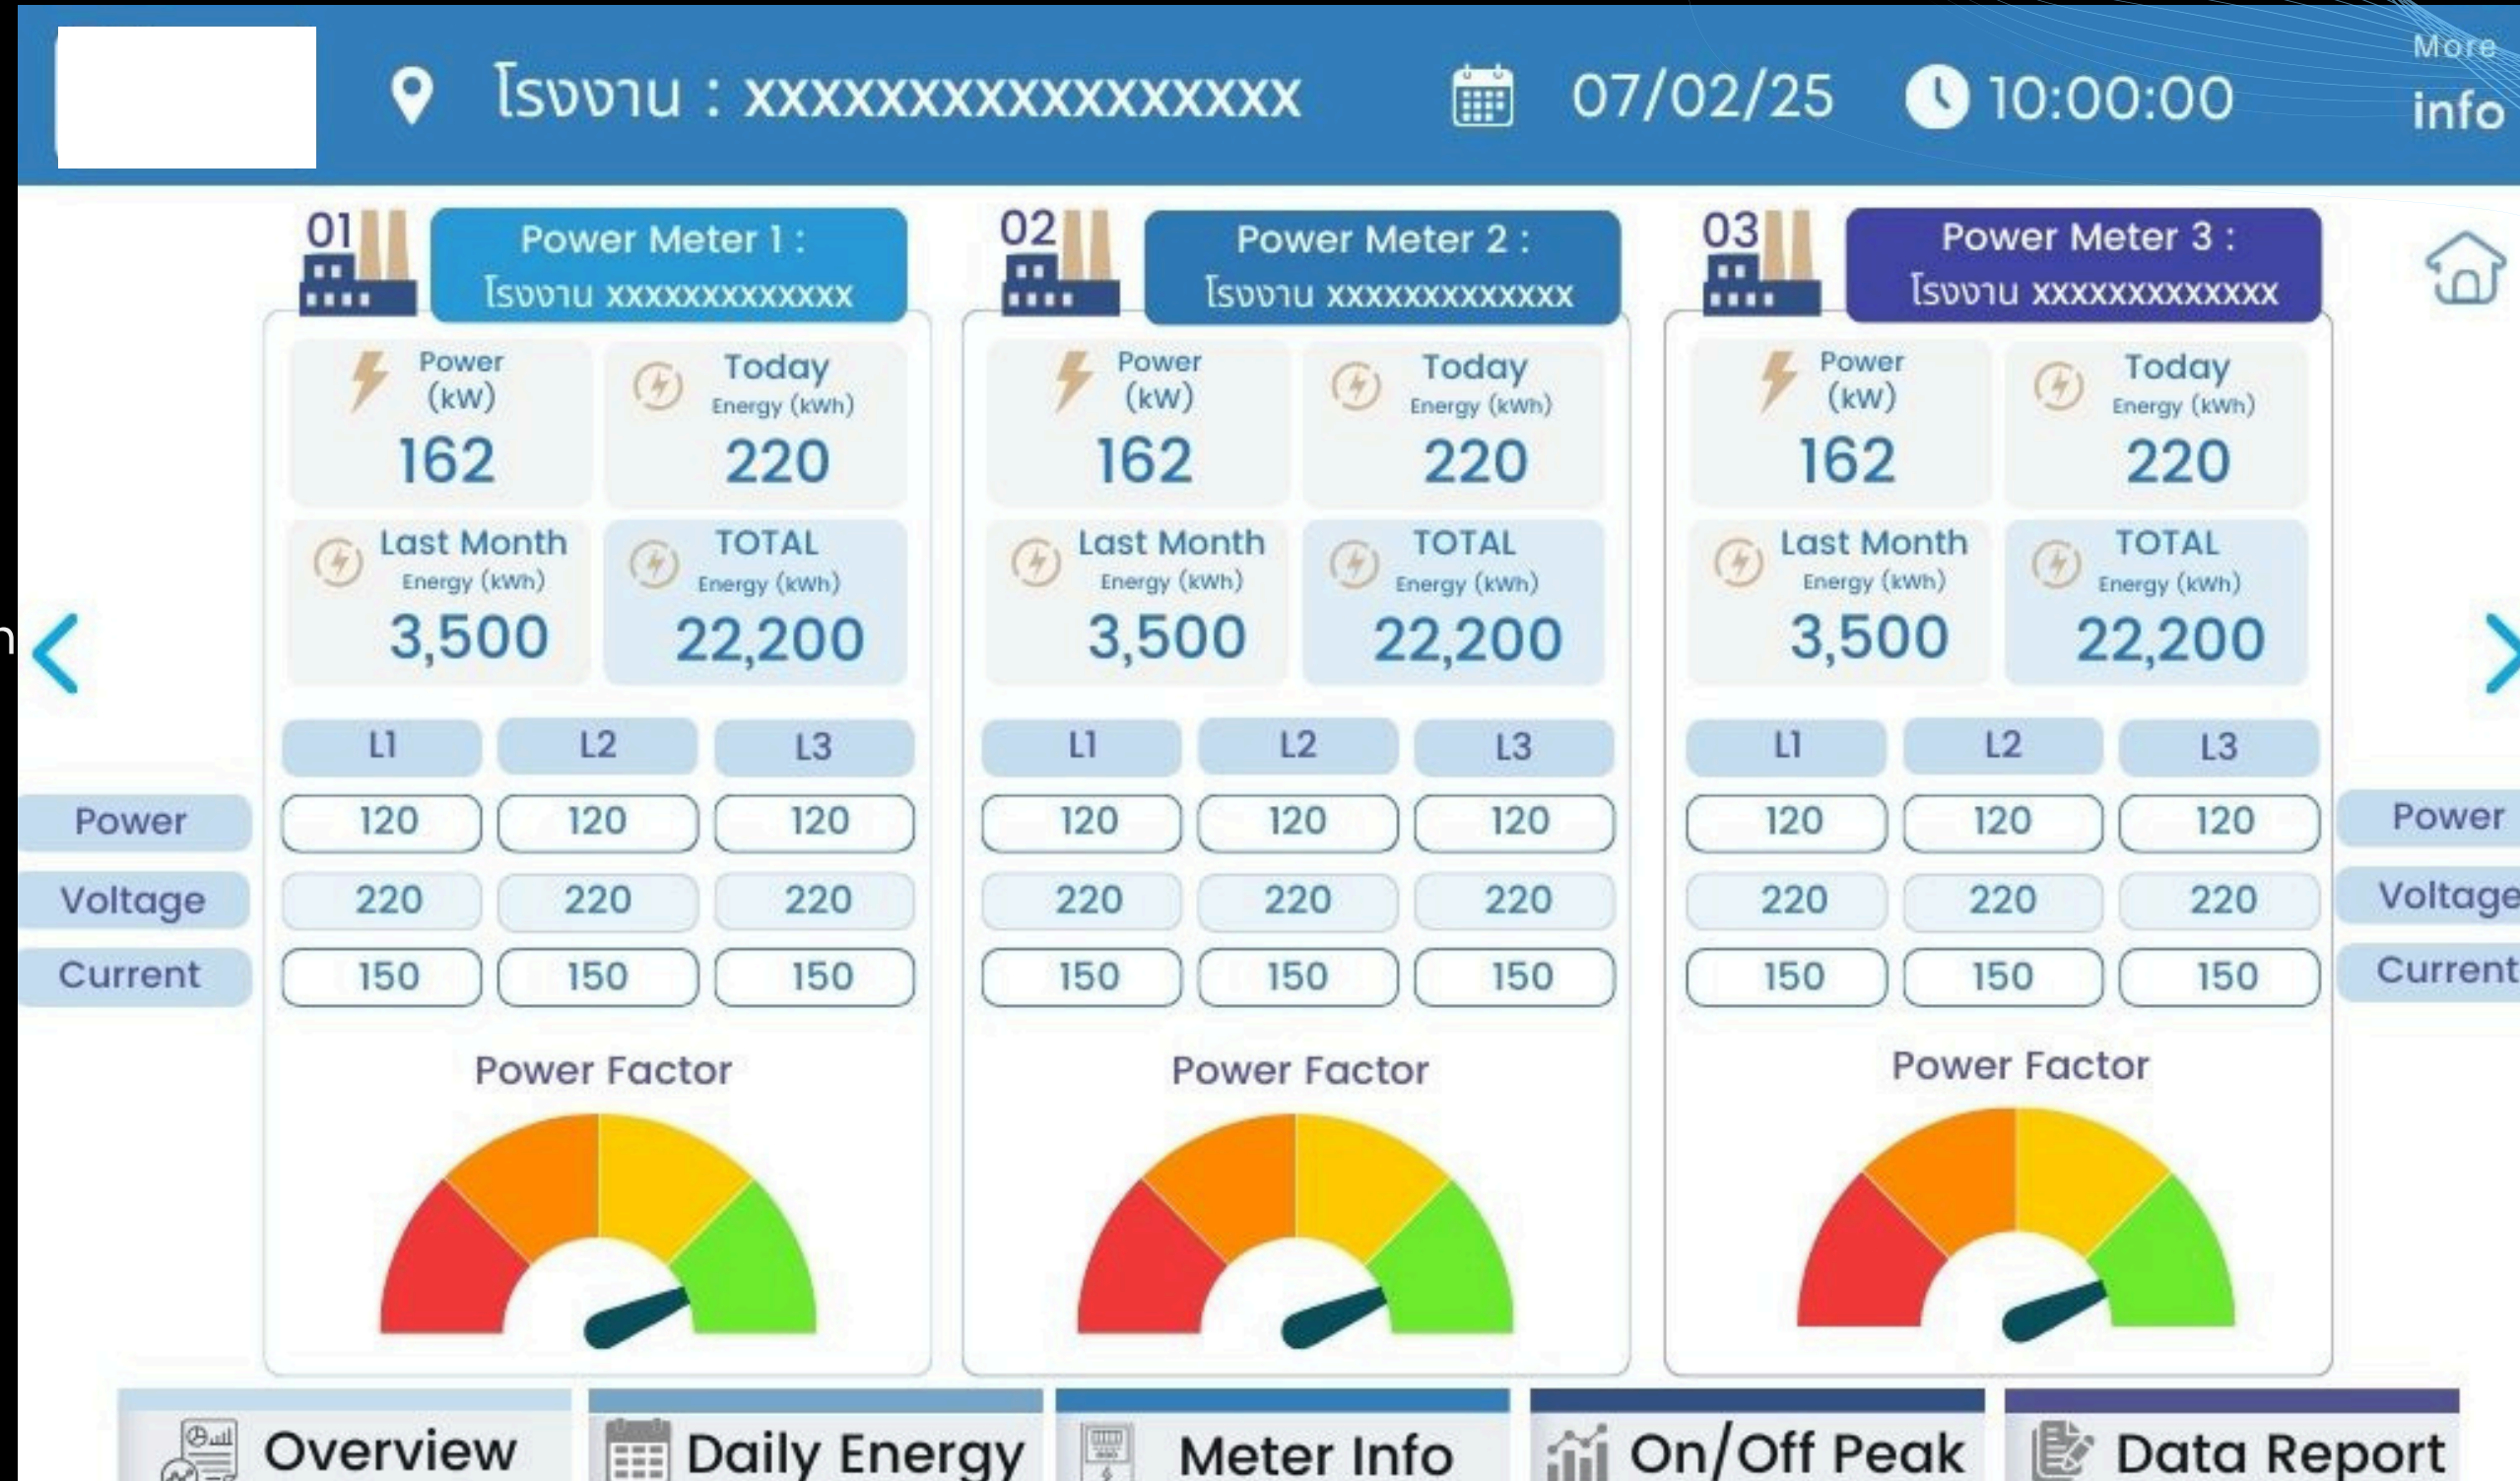 โรงงาน : xxxxxxxxxxxxxxxxx 07/02/25 10:00:00 More
info
01 Power Meter 1 :
โรงงาน xxxxxxxxxxxxx
Power
(kW)
162
Today
Energy (kWh)
220
Last Month
Energy (kWh)
3,500
TOTAL
Energy (kWh)
22,200
02 Power Meter 2 :
โรงงาน xxxxxxxxxxxxx
Power
(kW)
162
Today
Energy (kWh)
220
Last Month
Energy (kWh)
3,500
TOTAL
Energy (kWh)
22,200
03 Power Meter 3 :
โรงงาน xxxxxxxxxxxxx
Power
(kW)
162
Today
Energy (kWh)
220
Last Month
Energy (kWh)
3,500
TOTAL
Energy (kWh)
22,200
L1 L2 L3 L1 L2 L3 L1 L2 L3
Power 120 120 120 120 120 120 120 120 120 Power
Voltage 220 220 220 220 220 220 220 220 220 Voltage
Current 150 150 150 150 150 150 150 150 150 Current
Power Factor Power Factor Power Factor
Overview Daily Energy Meter Info On/Off Peak Data Report